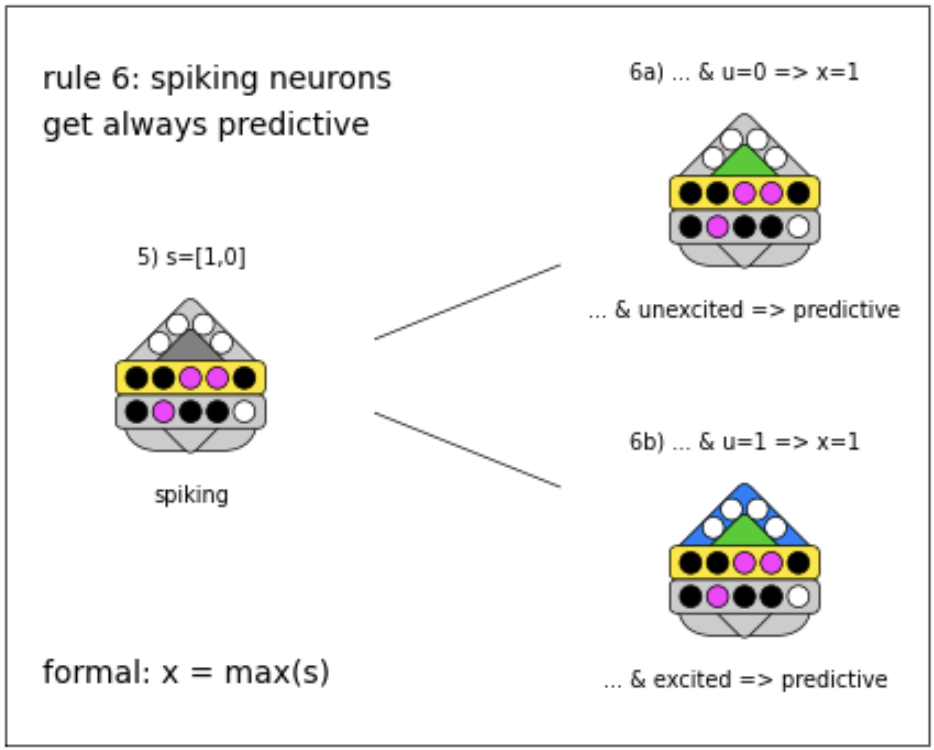 rule 6: spiking neurons
get always predictive
5) s=[1,0]
spiking
6a) ... & u=0 => x=1
... & unexcited => predictive
6b) ... & u=1 => x=1
... & excited => predictive
formal: x = max(s)